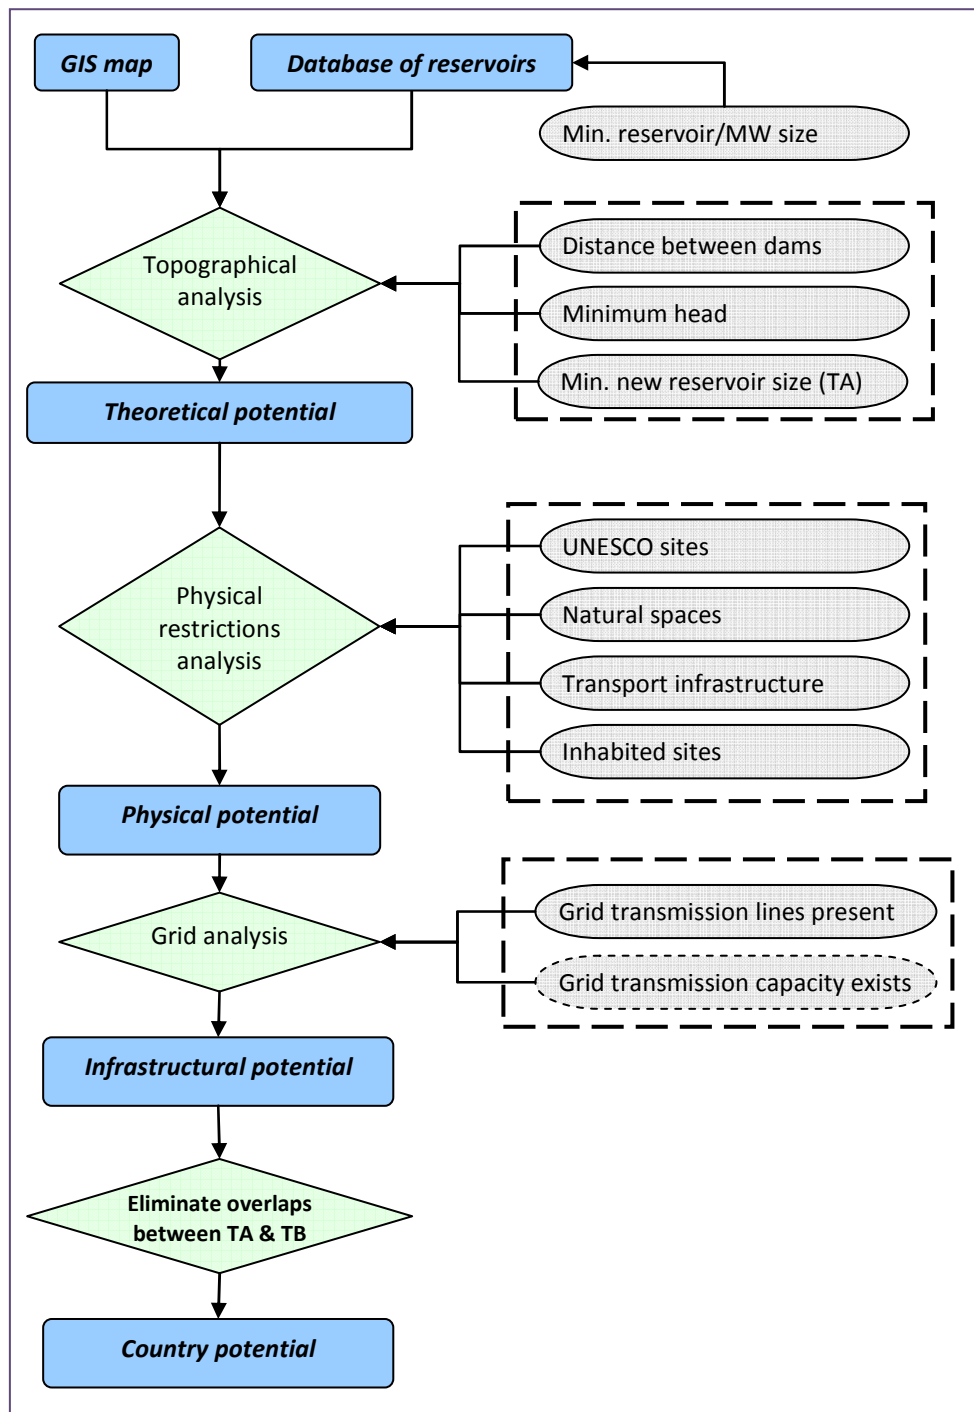 GIS map
Database of reservoirs
Min. reservoir/MW size
Topographical
analysis
Distance between dams
Minimum head
Min. new reservoir size (TA)
Theoretical potential
Physical
restrictions
analysis
UNESCO sites
Natural spaces
Transport infrastructure
Inhabited sites
Physical potential
Grid analysis
Grid transmission lines present
Grid transmission capacity exists
Infrastructural potential
Eliminate overlaps
between TA & TB
Country potential